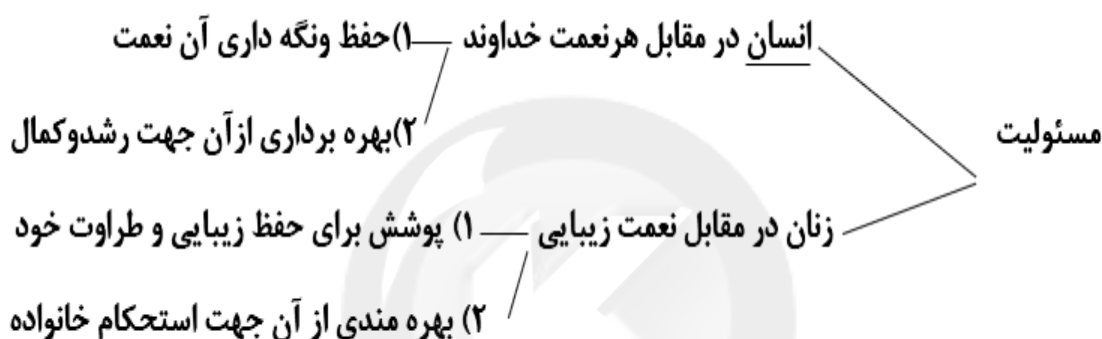 مسئولیت
انسان در مقابل هرنعمت خداوند ۱)حفظ ونگه داری آن نعمت
۲)بهره برداری ازآن جهت رشدوکمال
زنان در مقابل نعمت زیبایی ۱) پوشش برای حفظ زیبایی و طراوت خود
۲) بهره مندی از آن جهت استحکام خانواده